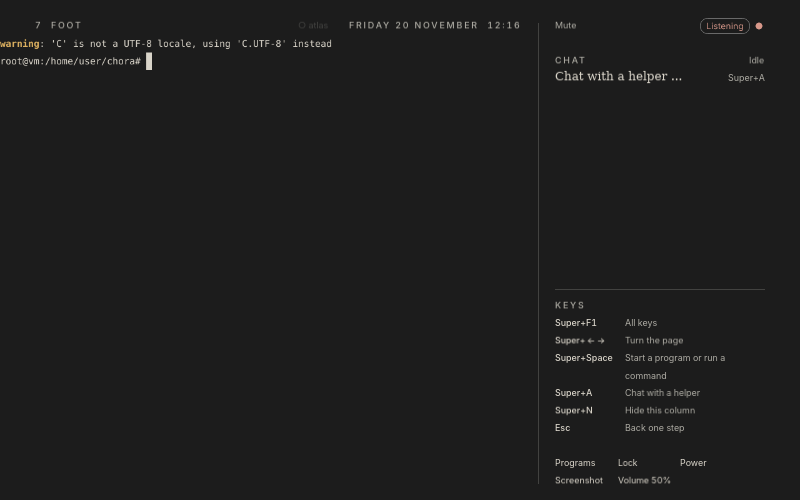 7 FOOT
atlas
FRIDAY 20 NOVEMBER 12:16
warning: 'C' is not a UTF-8 locale, using 'C.UTF-8' instead
root@vm:/home/user/chora#
Mute
Listening
CHAT
Idle
Chat with a helper ...
Super+A
KEYS
Super+F1 All keys
Super+ ← → Turn the page
Super+Space Start a program or run a
command
Super+A Chat with a helper
Super+N Hide this column
Esc Back one step
Programs Lock Power
Screenshot Volume 50%